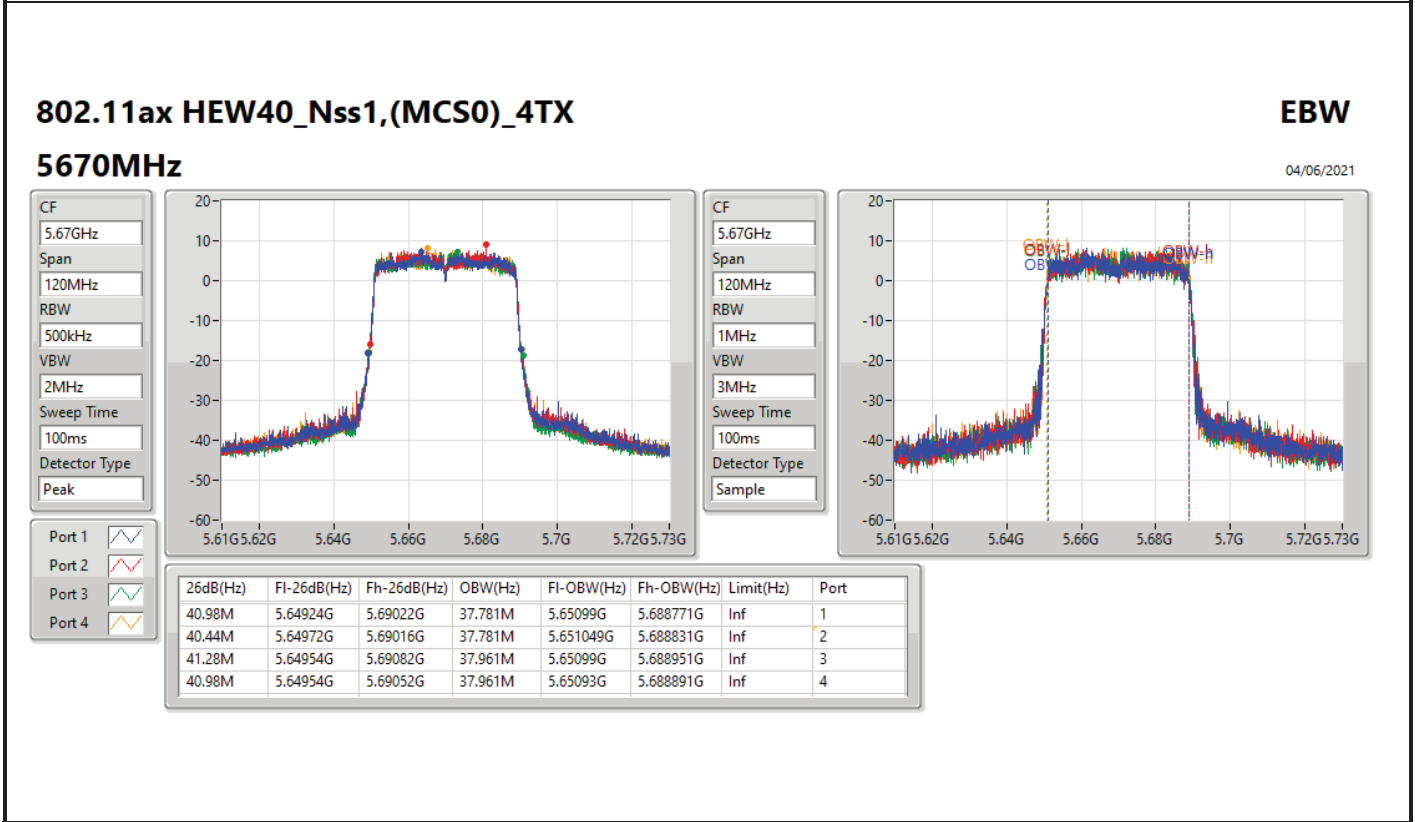 802.11ax HEW40_Nss1,(MCS0)_4TX
EBW
5670MHz
04/06/2021
CF
5.67GHz
Span
120MHz
RBW
500kHz
VBW
2MHz
Sweep Time
100ms
Detector Type
Peak
20
10
0
-10
-20
-30
-40
-50
-60
5.61G 5.62G 5.64G 5.66G 5.68G 5.7G 5.72G 5.73G
CF
5.67GHz
Span
120MHz
RBW
1MHz
VBW
3MHz
Sweep Time
100ms
Detector Type
Sample
20
10
0
-10
-20
-30
-40
-50
-60
OBW-l
OBW-h
5.61G 5.62G 5.64G 5.66G 5.68G 5.7G 5.72G 5.73G
Port 1
Port 2
Port 3
Port 4
26dB(Hz) Fl-26dB(Hz) Fh-26dB(Hz) OBW(Hz) Fl-OBW(Hz) Fh-OBW(Hz) Limit(Hz) Port
40.98M 5.64924G 5.69022G 37.781M 5.65099G 5.688771G Inf 1
40.44M 5.64972G 5.69016G 37.781M 5.651049G 5.688831G Inf 2
41.28M 5.64954G 5.69082G 37.961M 5.65099G 5.688951G Inf 3
40.98M 5.64954G 5.69052G 37.961M 5.65093G 5.688891G Inf 4